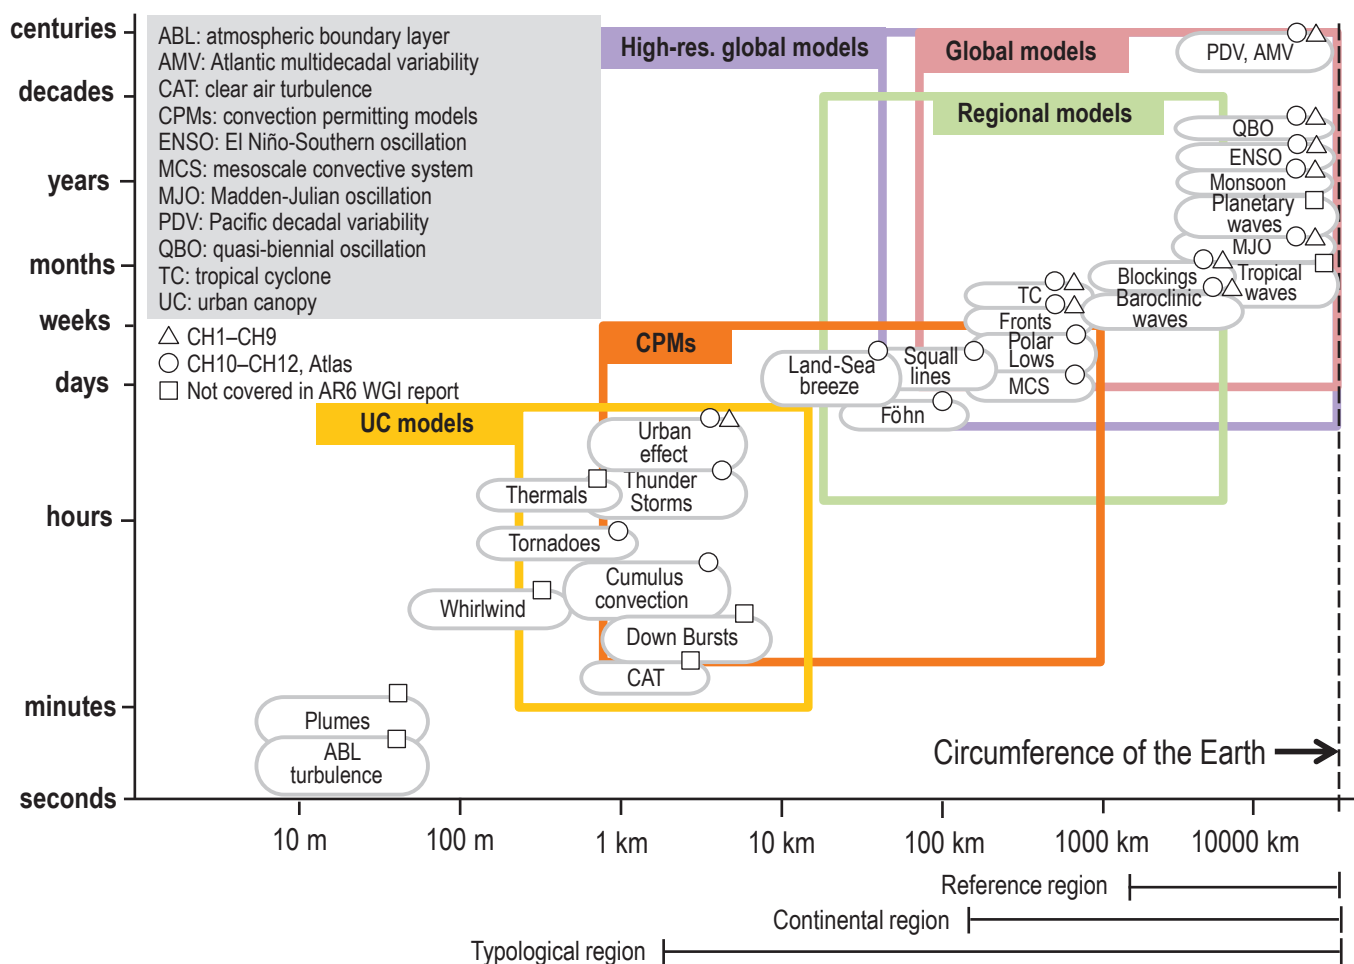 centuries
decades
years
months
weeks
days
hours
minutes
seconds
ABL: atmospheric boundary layer
AMV: Atlantic multidecadal variability
CAT: clear air turbulence
CPMs: convection permitting models
ENSO: El Niño-Southern oscillation
MCS: mesoscale convective system
MJO: Madden-Julian oscillation
PDV: Pacific decadal variability
QBO: quasi-biennial oscillation
TC: tropical cyclone
UC: urban canopy
CH1–CH9
CH10–CH12, Atlas
Not covered in AR6 WGI report
High-res. global models
Global models
Regional models
CPMs
UC models
PDV, AMV
QBO
ENSO
Monsoon
Planetary
waves
MJO
Tropical
waves
Blockings
Baroclinic
waves
TC
Fronts
Polar
Lows
MCS
Squall
lines
Land-Sea
breeze
Föhn
Urban
effect
Thunder
Storms
Thermals
Tornadoes
Cumulus
convection
Whirlwind
Down Bursts
CAT
Plumes
ABL
turbulence
Circumference of the Earth
10 m
100 m
1 km
10 km
100 km
1000 km
10000 km
Reference region
Continental region
Typological region